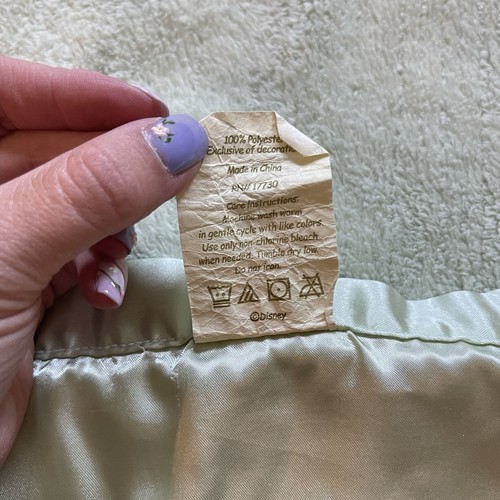 100% Polyester
Exclusive of decoration
Made in China
RN# 17730
Care Instructions:
Machine wash warm
in gentle cycle with like colors.
Use only non-chlorine bleach
when needed. Tumble dry low.
Do not iron.
©Disney